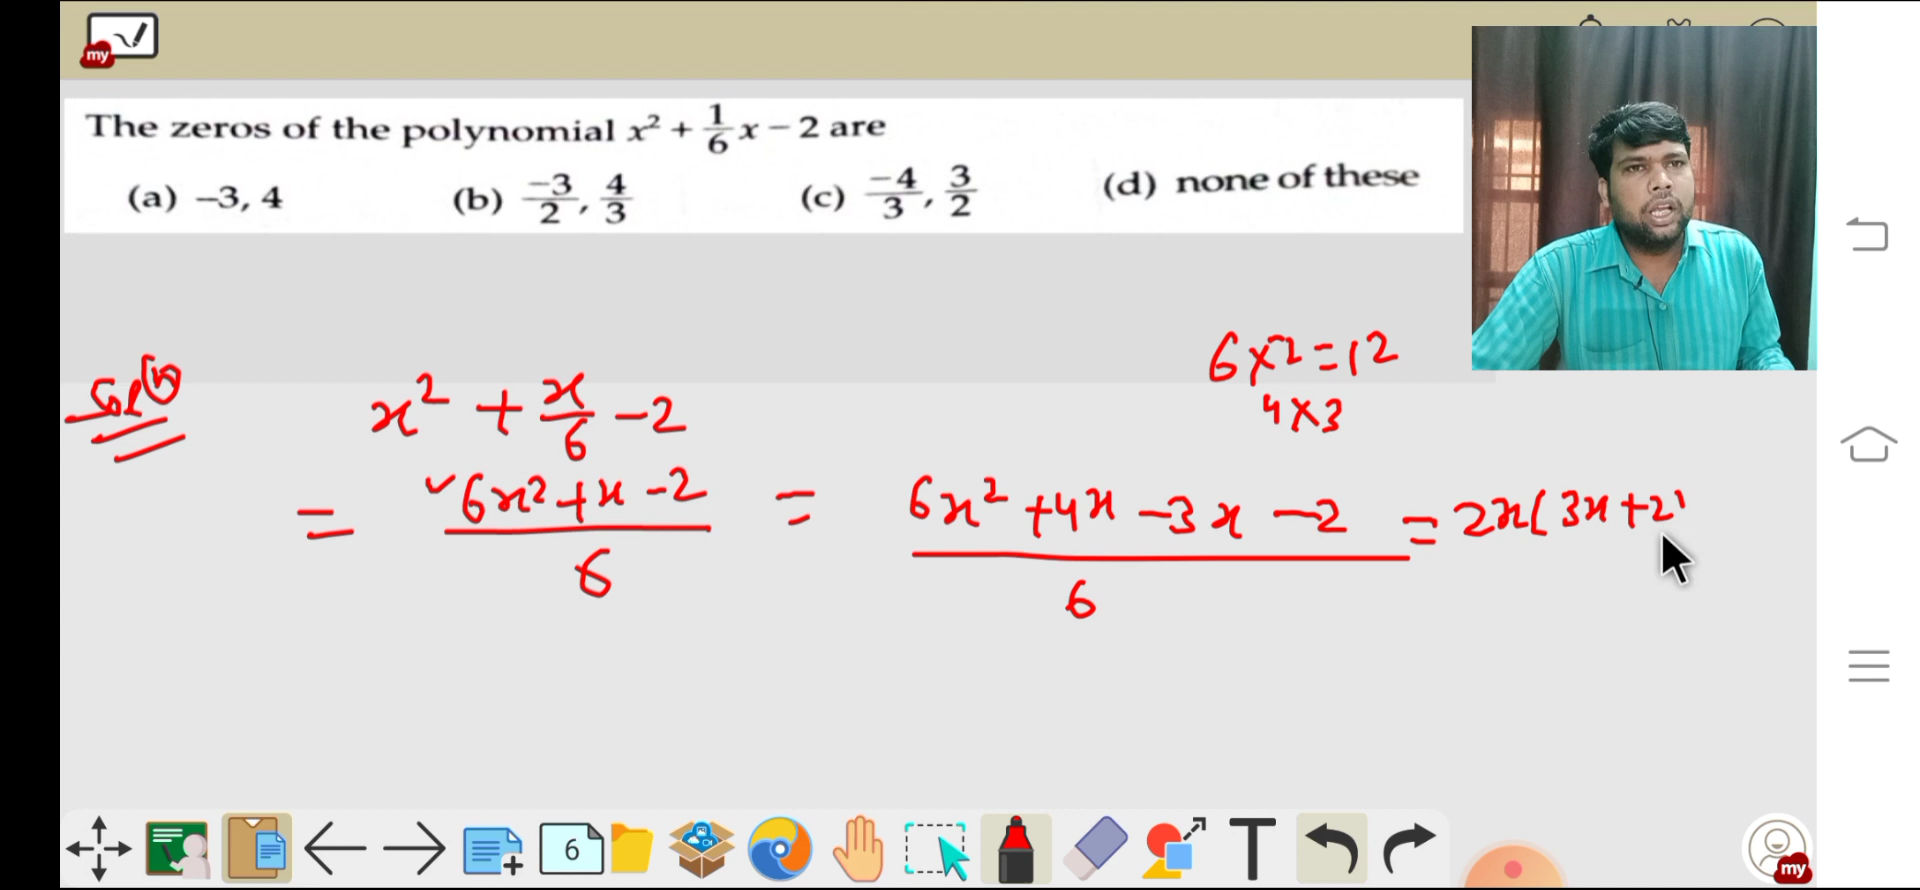 my
The zeros of the polynomial x² + 1/6 x − 2 are
(a) −3, 4 (b) −3/2, 4/3 (c) −4/3, 3/2 (d) none of these
6×2=12
4×3
Sol(n)
x² + x/6 − 2
= 6x²+x−2 / 6 = 6x²+4x−3x−2 / 6 = 2x(3x+2)
6
T
my